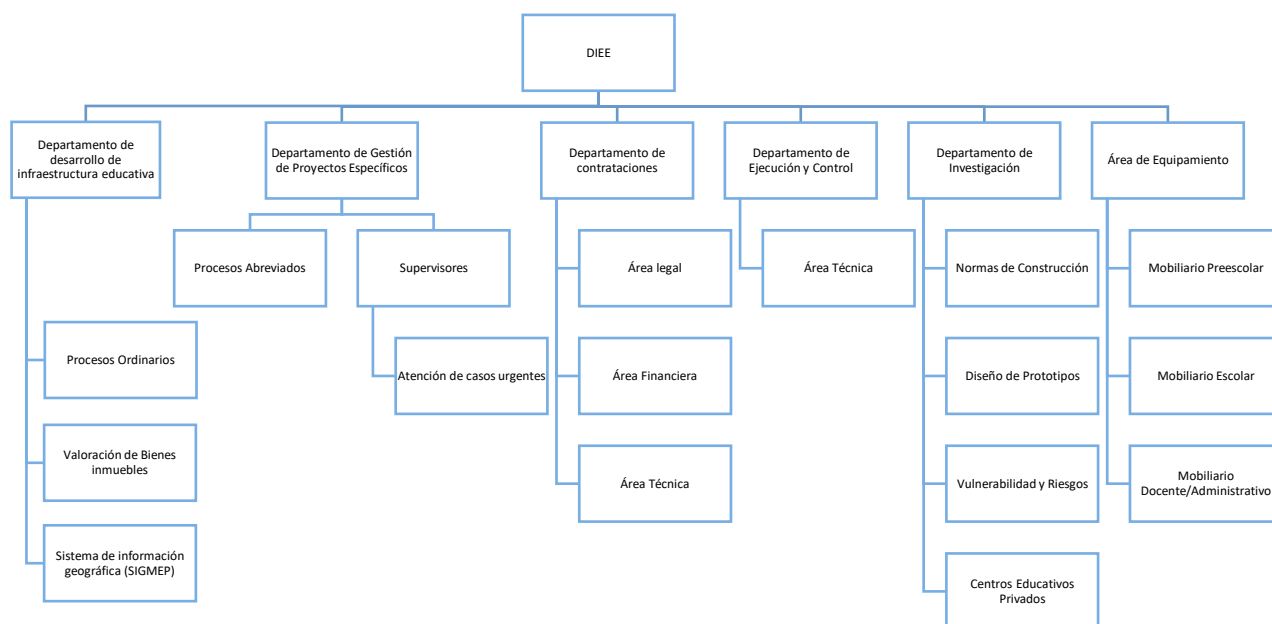 DIEE
Departamento de
desarrollo de
infraestructura educativa
Departamento de Gestión
de Proyectos Específicos
Departamento de
contrataciones
Departamento de
Ejecución y Control
Departamento de
Investigación
Área de Equipamiento
Procesos Abreviados
Supervisores
Área legal
Área Técnica
Normas de Construcción
Mobiliario Preescolar
Procesos Ordinarios
Atención de casos urgentes
Área Financiera
Diseño de Prototipos
Mobiliario Escolar
Valoración de Bienes
inmuebles
Área Técnica
Vulnerabilidad y Riesgos
Mobiliario
Docente/Administrativo
Sistema de información
geográfica (SIGMEP)
Centros Educativos
Privados